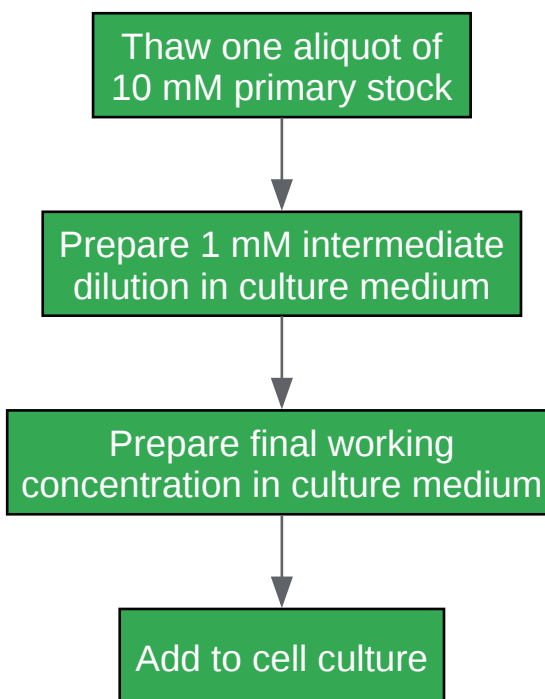 Thaw one aliquot of
10 mM primary stock
Prepare 1 mM intermediate
dilution in culture medium
Prepare final working
concentration in culture medium
Add to cell culture